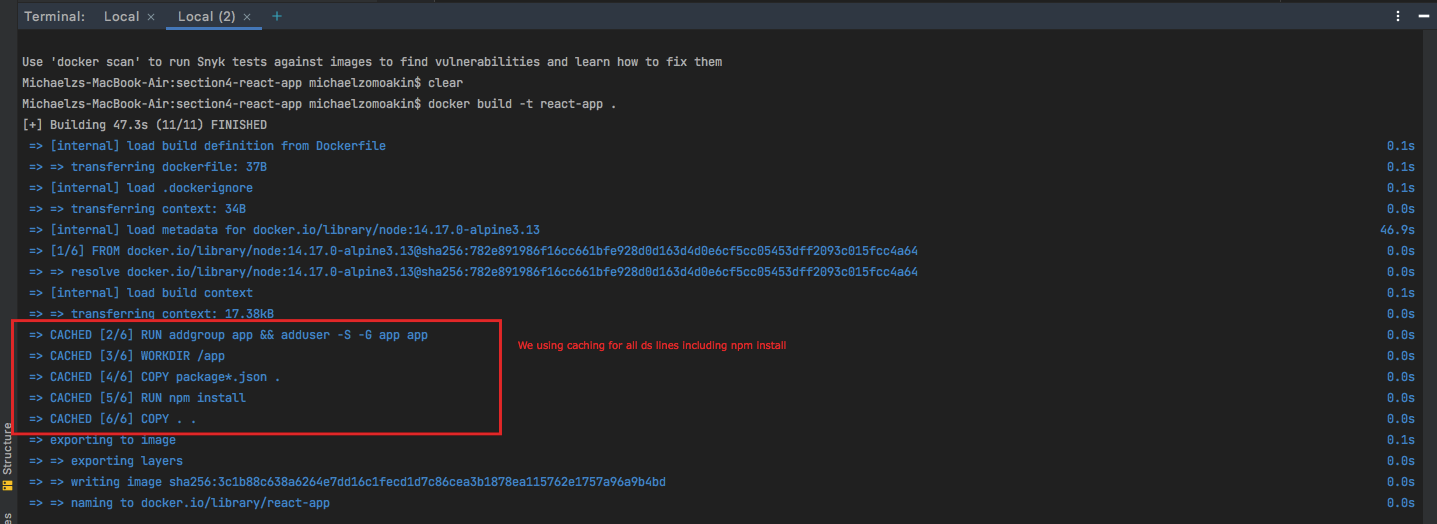 Terminal: Local × Local (2) × +
Use 'docker scan' to run Snyk tests against images to find vulnerabilities and learn how to fix them
Michaelzs-MacBook-Air:section4-react-app michaelzomoakin$ clear
Michaelzs-MacBook-Air:section4-react-app michaelzomoakin$ docker build -t react-app .
[+] Building 47.3s (11/11) FINISHED
=> [internal] load build definition from Dockerfile 0.1s
=> => transferring dockerfile: 37B 0.1s
=> [internal] load .dockerignore 0.1s
=> => transferring context: 34B 0.0s
=> [internal] load metadata for docker.io/library/node:14.17.0-alpine3.13 46.9s
=> [1/6] FROM docker.io/library/node:14.17.0-alpine3.13@sha256:782e891986f16cc661bfe928d0d163d4d0e6cf5cc05453dff2093c015fcc4a64 0.0s
=> => resolve docker.io/library/node:14.17.0-alpine3.13@sha256:782e891986f16cc661bfe928d0d163d4d0e6cf5cc05453dff2093c015fcc4a64 0.0s
=> [internal] load build context 0.1s
=> => transferring context: 17.38kB 0.0s
=> CACHED [2/6] RUN addgroup app && adduser -S -G app app 0.0s
We using caching for all ds lines including npm install
=> CACHED [3/6] WORKDIR /app 0.0s
=> CACHED [4/6] COPY package*.json . 0.0s
=> CACHED [5/6] RUN npm install 0.0s
=> CACHED [6/6] COPY . . 0.0s
=> exporting to image 0.1s
=> => exporting layers 0.0s
=> => writing image sha256:3c1b88c638a6264e7dd16c1fecd1d7c86cea3b1878ea115762e1757a96a9b4bd 0.0s
=> => naming to docker.io/library/react-app 0.0s
Structure